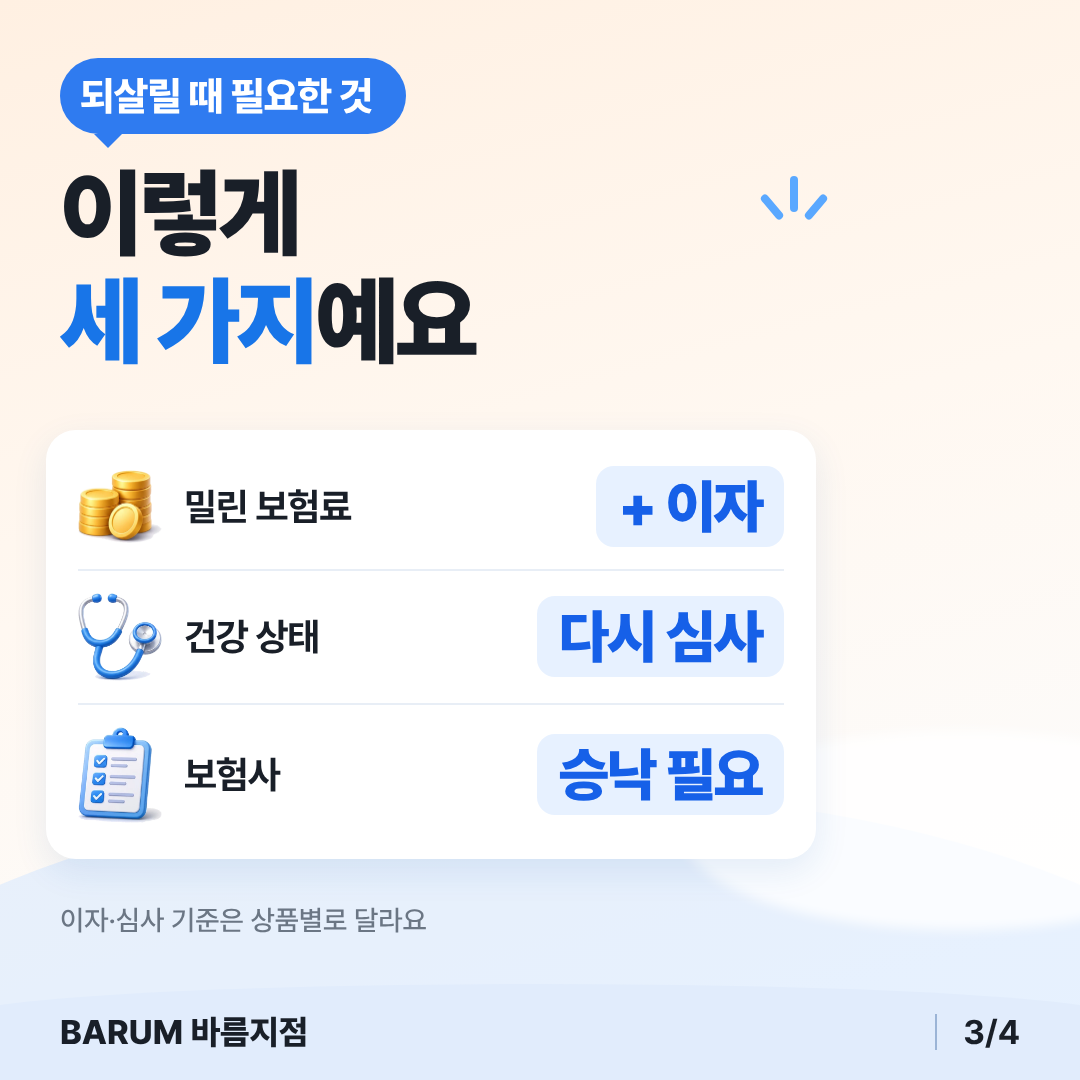 되살릴 때 필요한 것
이렇게
세 가지예요
밀린 보험료
+ 이자
건강 상태
다시 심사
보험사
승낙 필요
이자·심사 기준은 상품별로 달라요
BARUM 바름지점
3/4